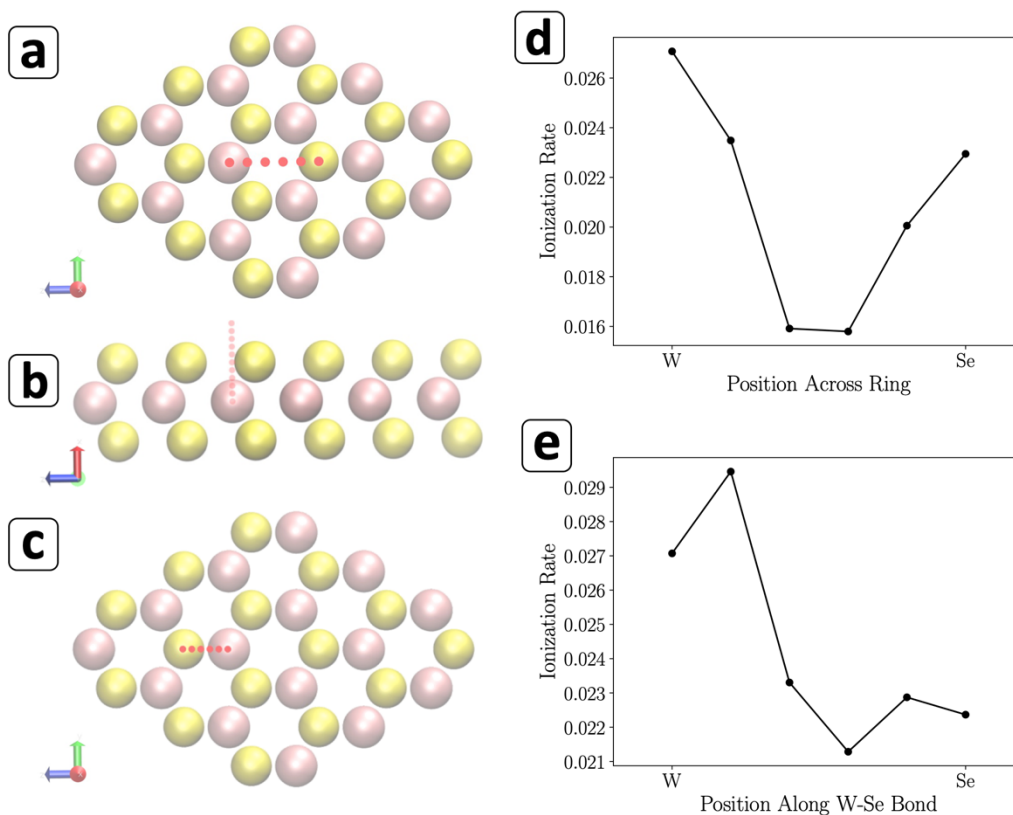 a
b
c
d
0.026
0.024
0.022
0.020
0.018
0.016
Ionization Rate
W
Se
Position Across Ring
e
0.029
0.028
0.027
0.026
0.025
0.024
0.023
0.022
0.021
Ionization Rate
W
Se
Position Along W-Se Bond